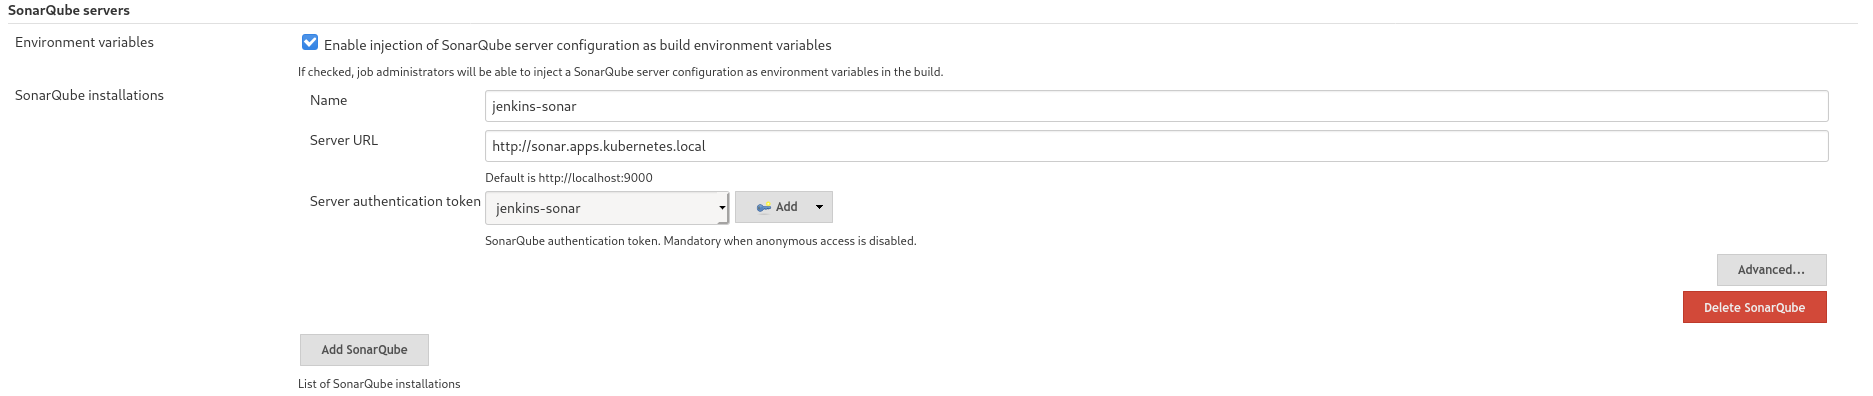 SonarQube servers
Environment variables
Enable injection of SonarQube server configuration as build environment variables
If checked, job administrators will be able to inject a SonarQube server configuration as environment variables in the build.
SonarQube installations
Name
jenkins-sonar
Server URL
http://sonar.apps.kubernetes.local
Default is http://localhost:9000
Server authentication token
jenkins-sonar
Add
SonarQube authentication token. Mandatory when anonymous access is disabled.
Advanced...
Delete SonarQube
Add SonarQube
List of SonarQube installations